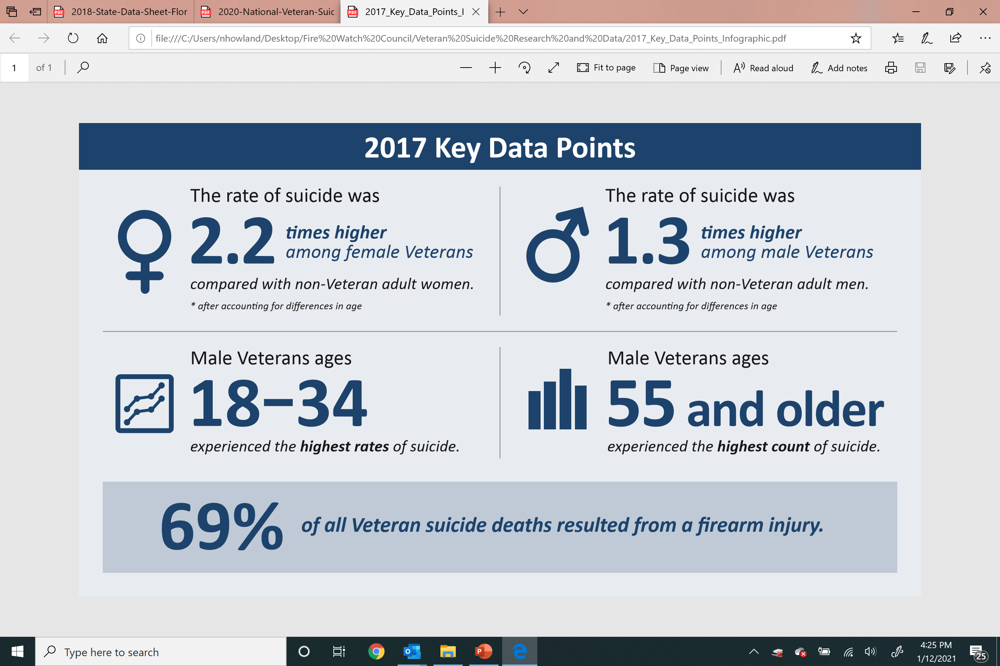 2018-State-Data-Sheet-Flor
2020-National-Veteran-Suic
2017_Key_Data_Points_I
file:///C:/Users/nhowland/Desktop/Fire%20Watch%20Council/Veteran%20Suicide%20Research%20and%20Data/2017_Key_Data_Points_Infographic.pdf
1 of 1
Fit to page
Page view
Read aloud
Add notes
2017 Key Data Points
The rate of suicide was
2.2 times higher
among female Veterans
compared with non-Veteran adult women.
* after accounting for differences in age
The rate of suicide was
1.3 times higher
among male Veterans
compared with non-Veteran adult men.
* after accounting for differences in age
Male Veterans ages
18–34
experienced the highest rates of suicide.
Male Veterans ages
55 and older
experienced the highest count of suicide.
69% of all Veteran suicide deaths resulted from a firearm injury.
Type here to search
4:25 PM
1/12/2021
25